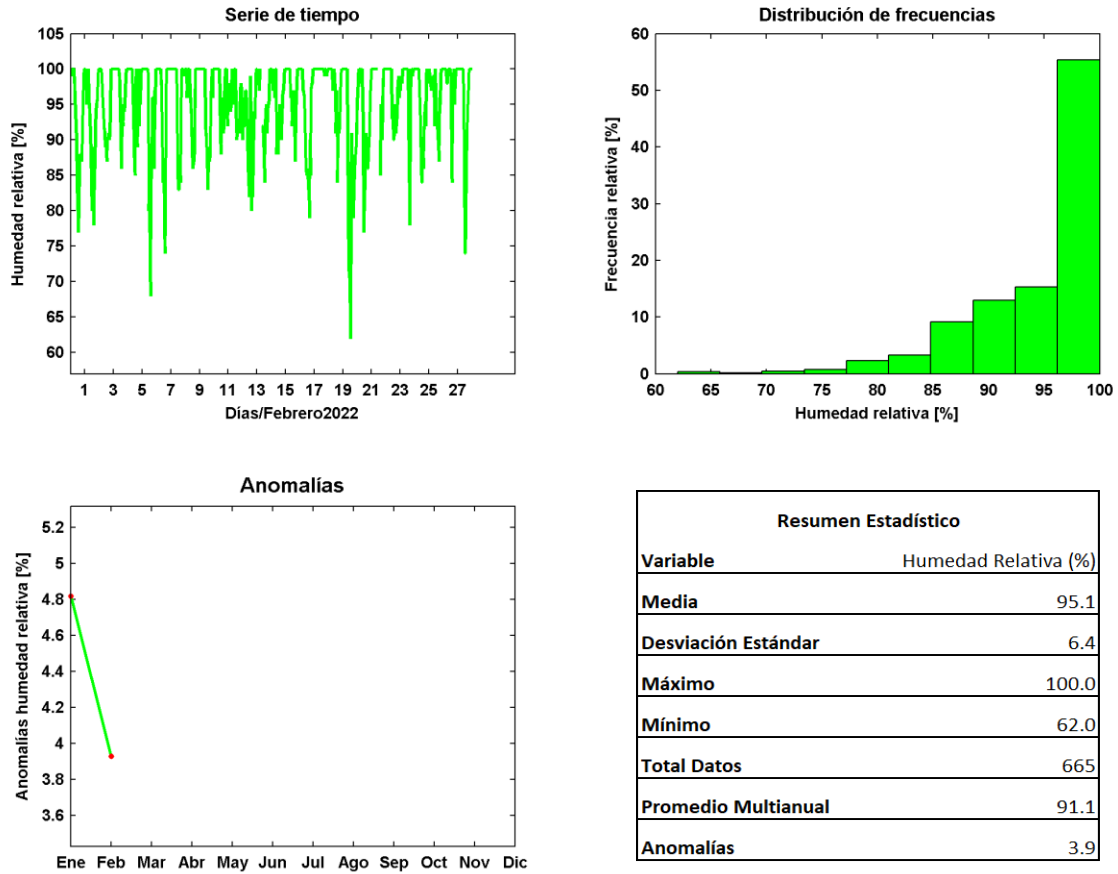 Serie de tiempo
105
100
95
90
85
80
75
70
65
60
Humedad relativa [%]
1 3 5 7 9 11 13 15 17 19 21 23 25 27
Días/Febrero2022
Distribución de frecuencias
60
50
40
30
20
10
0
Frecuencia relativa [%]
60 65 70 75 80 85 90 95 100
Humedad relativa [%]
Anomalías
5.2
5
4.8
4.6
4.4
4.2
4
3.8
3.6
Anomalias humedad relativa [%]
Ene Feb Mar Abr May Jun Jul Ago Sep Oct Nov Dic
Resumen Estadístico
Variable Humedad Relativa (%)
Media 95.1
Desviación Estándar 6.4
Máximo 100.0
Mínimo 62.0
Total Datos 665
Promedio Multianual 91.1
Anomalías 3.9